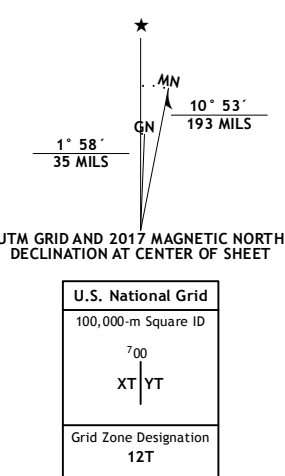 MN
GN
10° 53´
193 MILS
1° 58´
35 MILS
UTM GRID AND 2017 MAGNETIC NORTH
DECLINATION AT CENTER OF SHEET
U.S. National Grid
100,000-m Square ID
⁷00
XT YT
Grid Zone Designation
12T